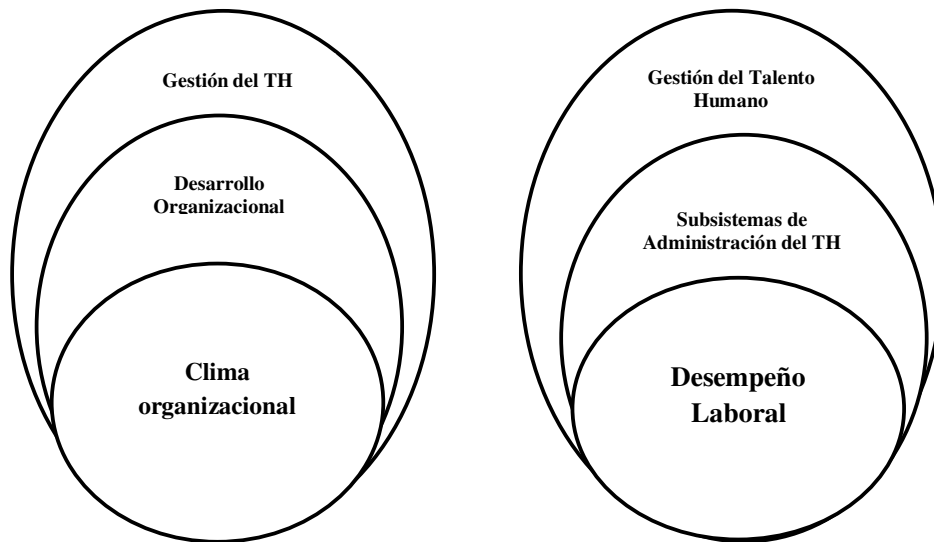 Gestión del TH
Desarrollo
Organizacional
Clima
organizacional
Gestión del Talento
Humano
Subsistemas de
Administración del TH
Desempeño
Laboral